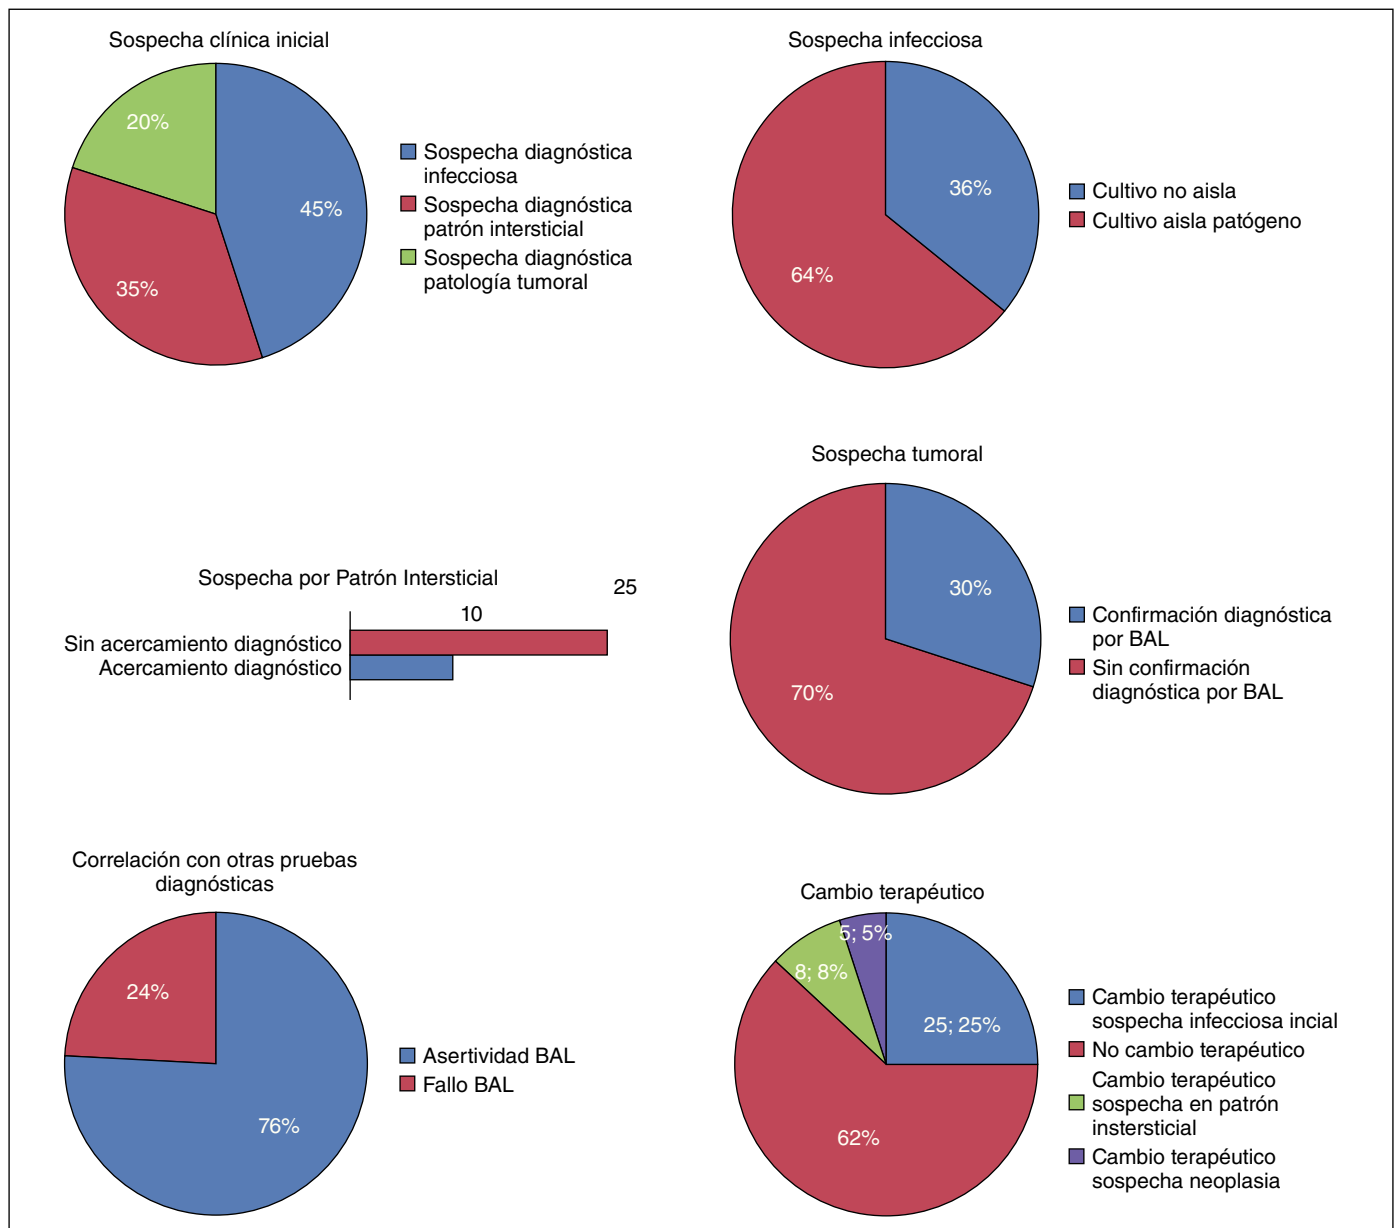 Sospecha clínica inicial
20%
45%
35%
Sospecha diagnóstica
infecciosa
Sospecha diagnóstica
patrón intersticial
Sospecha diagnóstica
patología tumoral
Sospecha infecciosa
36%
64%
Cultivo no aisla
Cultivo aisla patógeno
Sospecha por Patrón Intersticial
25
10
Sin acercamiento diagnóstico
Acercamiento diagnóstico
Sospecha tumoral
30%
70%
Confirmación diagnóstica
por BAL
Sin confirmación
diagnóstica por BAL
Correlación con otras pruebas
diagnósticas
24%
76%
Asertividad BAL
Fallo BAL
Cambio terapéutico
5; 5%
8; 8%
25; 25%
62%
Cambio terapéutico
sospecha infecciosa incial
No cambio terapéutico
Cambio terapéutico
sospecha en patrón
instersticial
Cambio terapéutico
sospecha neoplasia